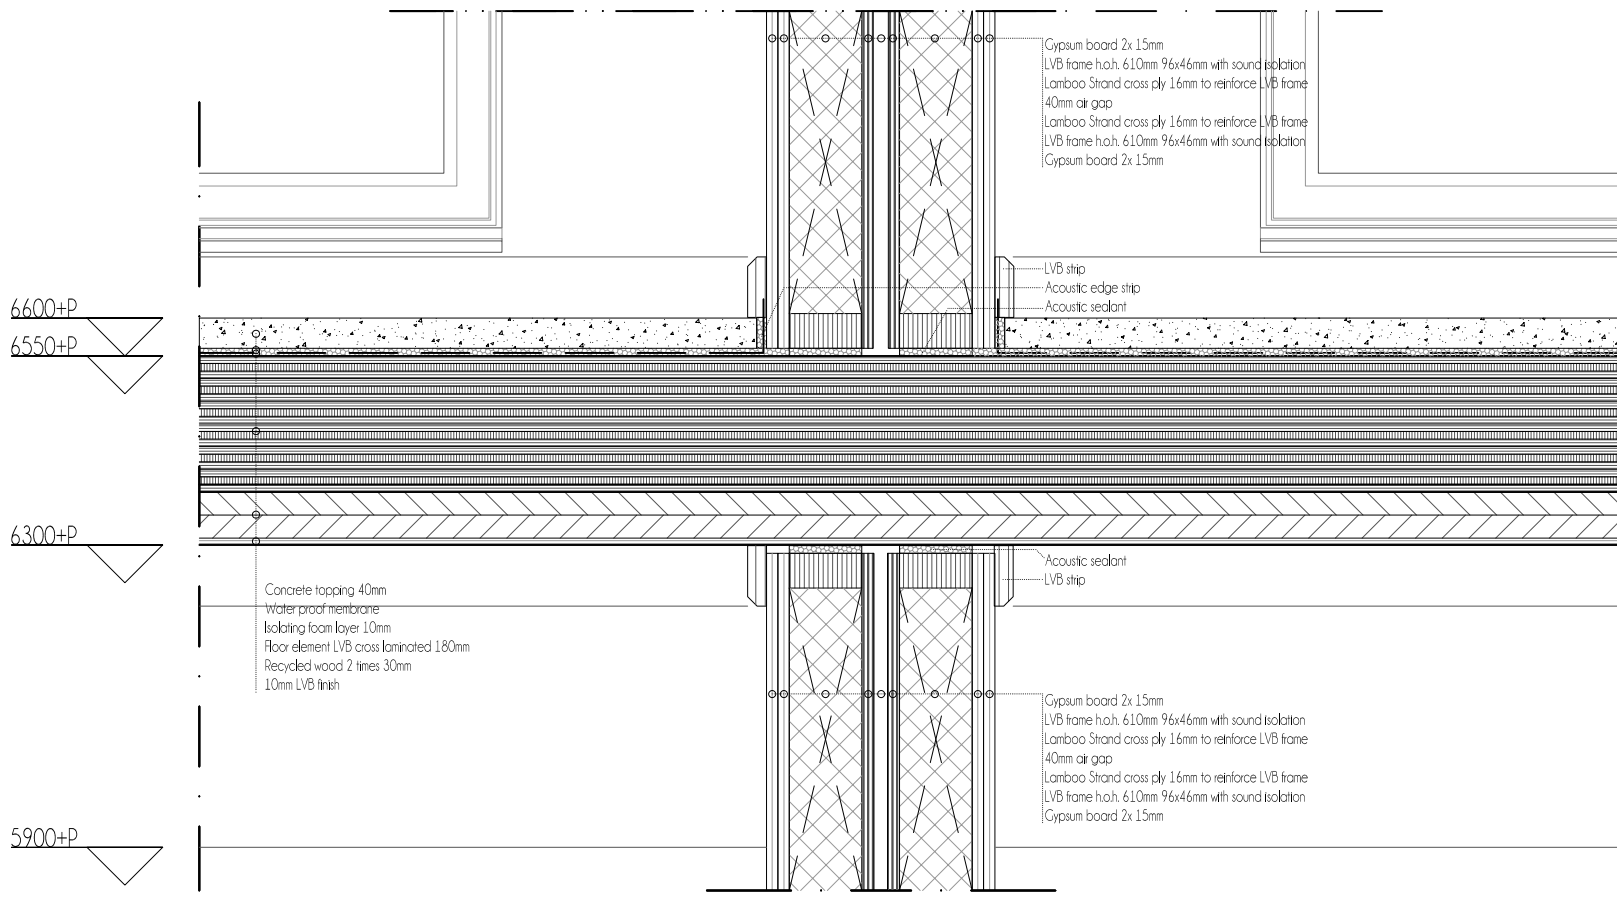 Gypsum board 2x 15mm
LVB frame h.o.h. 610mm 96x46mm with sound isolation
Lamboo Strand cross ply 16mm to reinforce LVB frame
40mm air gap
Lamboo Strand cross ply 16mm to reinforce LVB frame
LVB frame h.o.h. 610mm 96x46mm with sound isolation
Gypsum board 2x 15mm
LVB strip
Acoustic edge strip
Acoustic sealant
6600+P
6550+P
6300+P
Acoustic sealant
LVB strip
Concrete topping 40mm
Water proof membrane
Isolating foam layer 10mm
Floor element LVB cross laminated 180mm
Recycled wood 2 times 30mm
10mm LVB finish
Gypsum board 2x 15mm
LVB frame h.o.h. 610mm 96x46mm with sound isolation
Lamboo Strand cross ply 16mm to reinforce LVB frame
40mm air gap
Lamboo Strand cross ply 16mm to reinforce LVB frame
LVB frame h.o.h. 610mm 96x46mm with sound isolation
Gypsum board 2x 15mm
5900+P